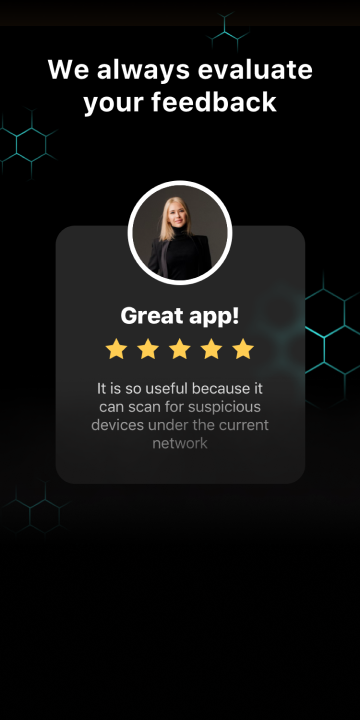 We always evaluate
your feedback
Great app!
It is so useful because it
can scan for suspicious
devices under the current
network